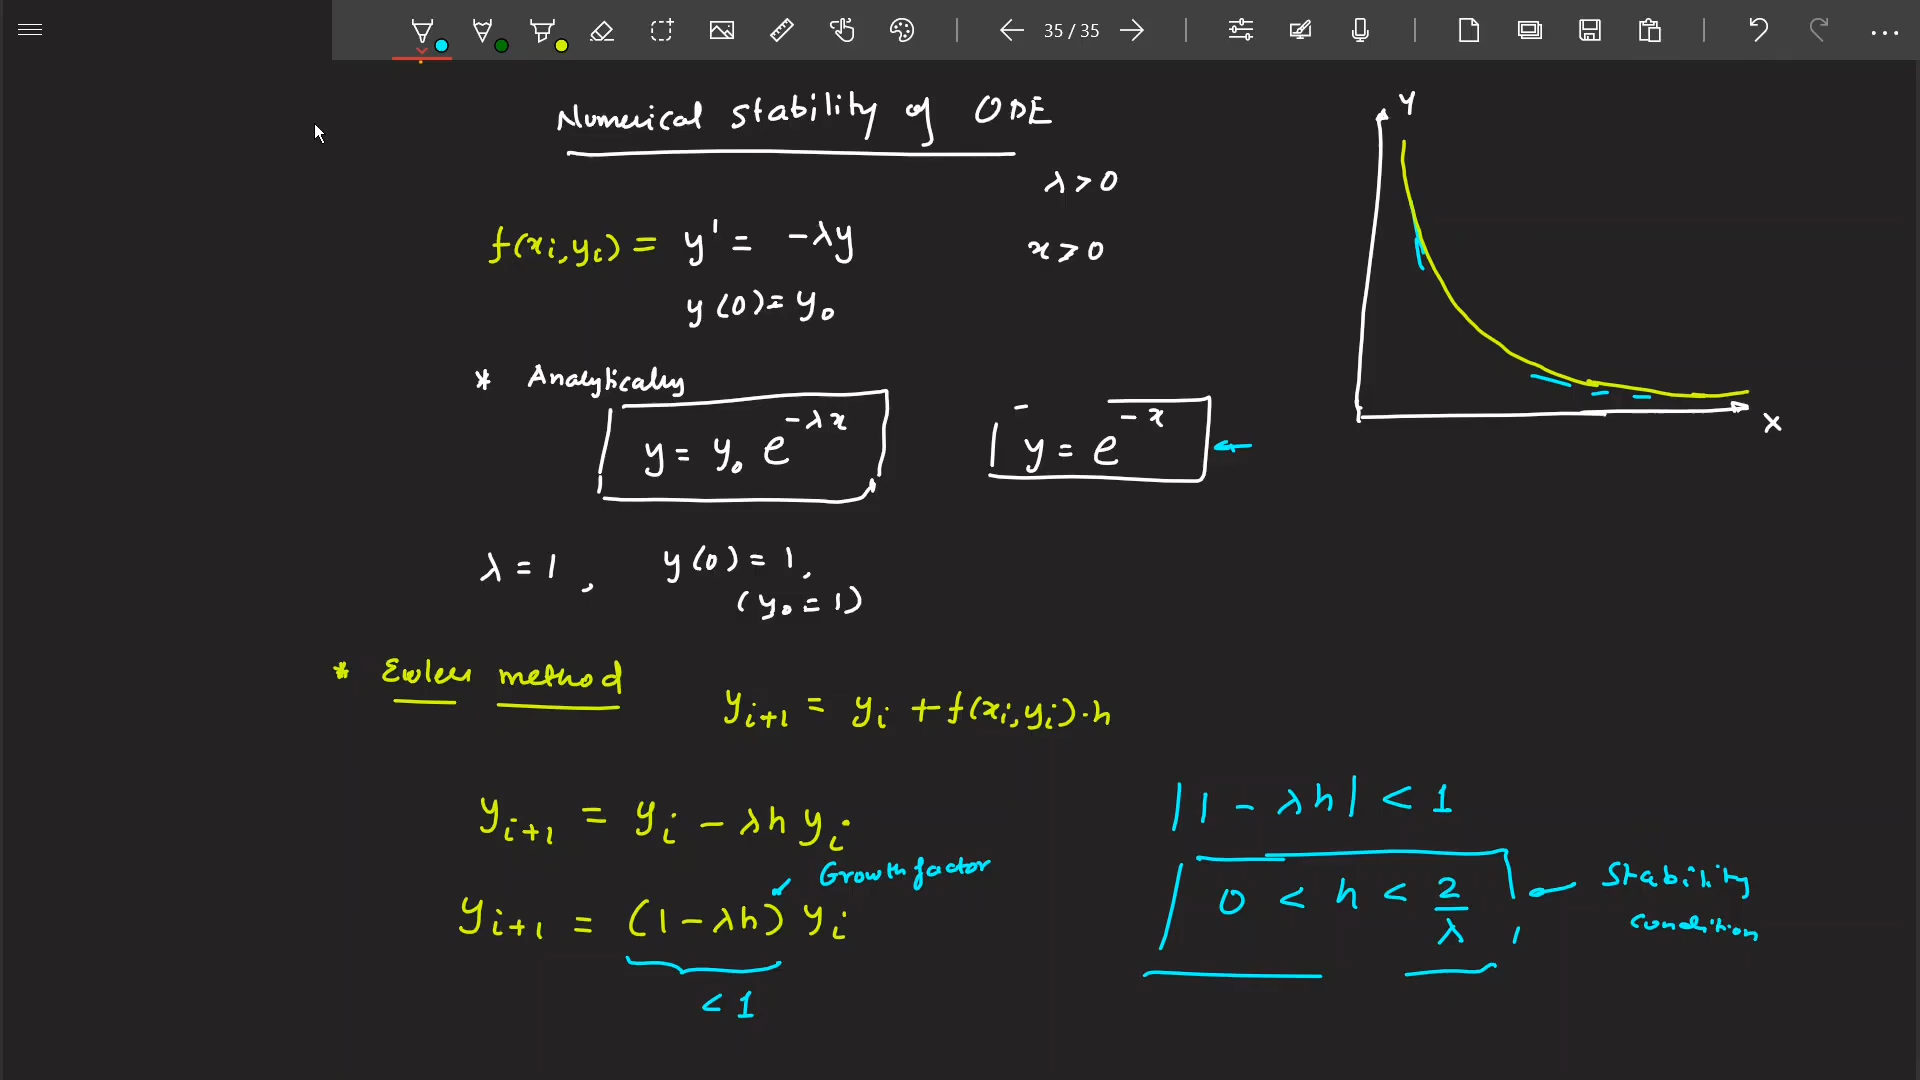 35 / 35
Numerical stability of ODE
λ > 0
f(xᵢ,yᵢ) = y' = -λy
x > 0
y(0) = y₀
* Analytically
y = y₀ e^{-λx}
y = e^{-x}
λ = 1 , y(0) = 1,
(y₀ = 1)
* Euler method
yᵢ₊₁ = yᵢ + f(xᵢ,yᵢ)·h
yᵢ₊₁ = yᵢ - λh yᵢ
Growth factor
yᵢ₊₁ = (1-λh) yᵢ
< 1
|1 - λh| < 1
0 < h < 2/λ
Stability
condition
Y
X